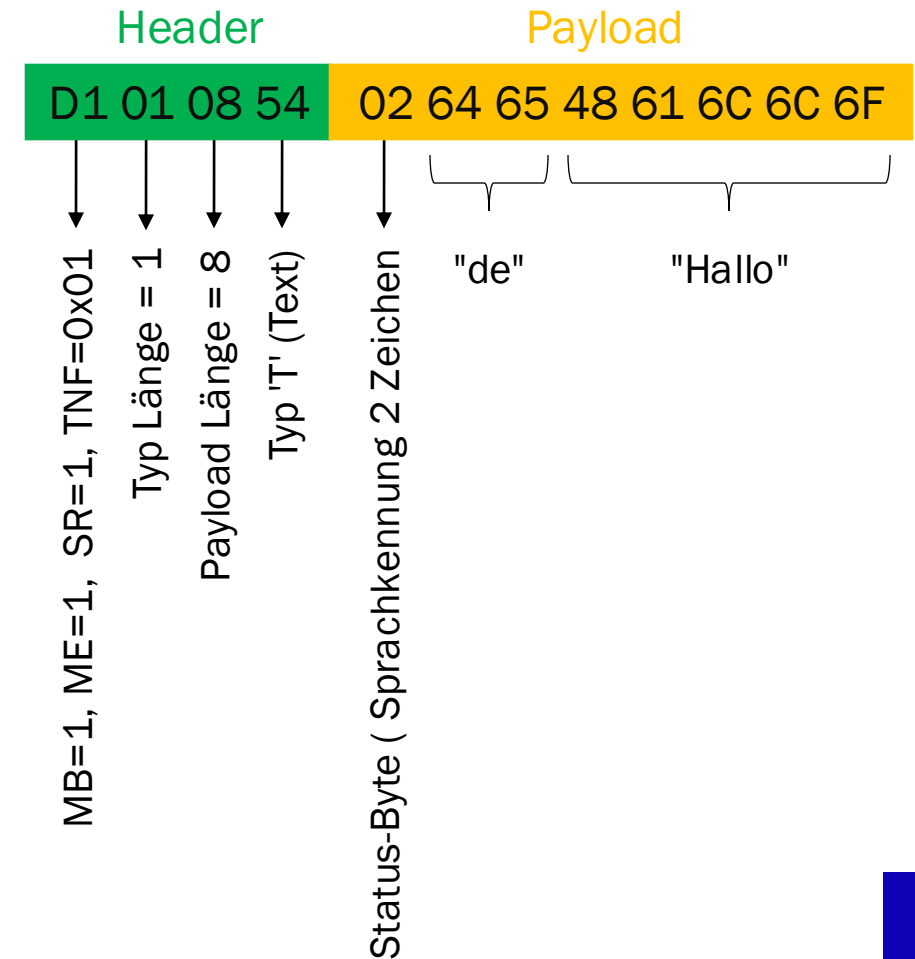 Header
Payload
D1 01 08 54 02 64 65 48 61 6C 6C 6F
MB=1, ME=1, SR=1, TNF=0x01
Typ Länge = 1
Payload Länge = 8
Typ 'T' (Text)
Status-Byte ( Sprachkennung 2 Zeichen
"de"
"Hallo"